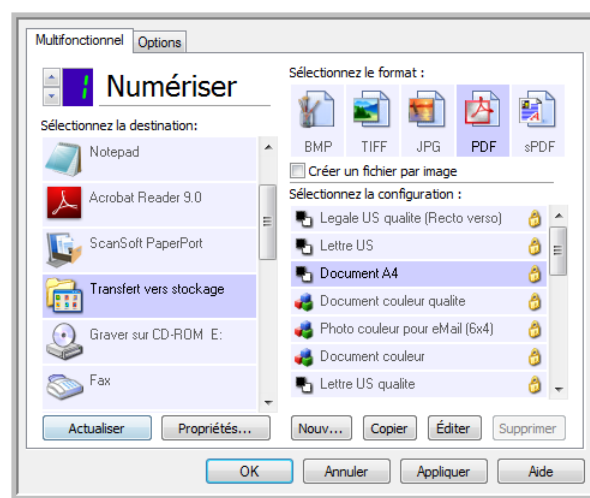 Multifonctionnel Options
1 Numériser
Sélectionnez la destination:
Notepad
Acrobat Reader 9.0
ScanSoft PaperPort
Transfert vers stockage
Graver sur CD-ROM E:
Fax
Actualiser Propriétés...
Sélectionnez le format :
BMP TIFF JPG PDF sPDF
Créer un fichier par image
Sélectionnez la configuration :
Legale US qualite (Recto verso)
Lettre US
Document A4
Document couleur qualite
Photo couleur pour eMail (6x4)
Document couleur
Lettre US qualite
Nouv... Copier Éditer Supprimer
OK Annuler Appliquer Aide